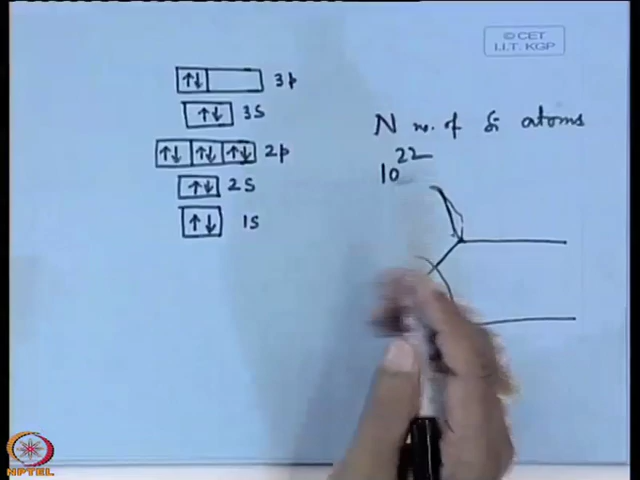 © CET
I.I.T. KGP
↑↓ 3p
↑↓ 3s
↑↓ ↑↓ ↑↓ 2p
↑↓ 2s
↑↓ 1s
N no. of Si atoms
10²²
NPTEL